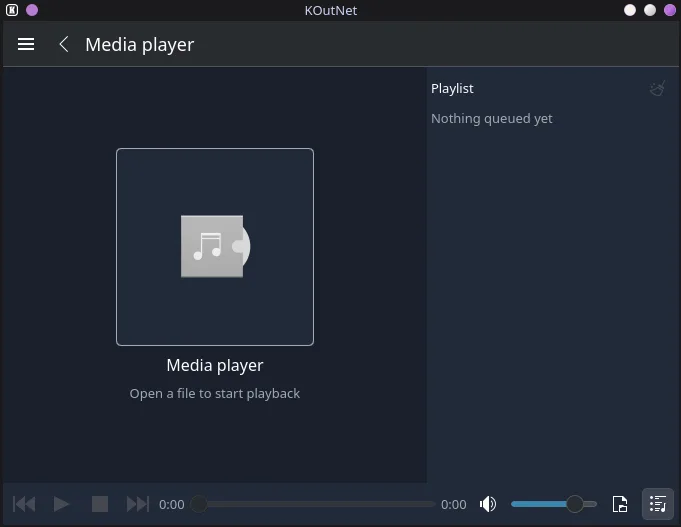 KOutNet
Media player
Playlist
Nothing queued yet
Media player
Open a file to start playback
0:00
0:00